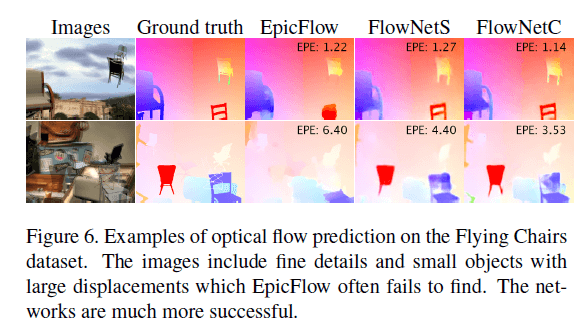 Images Ground truth EpicFlow FlowNetS FlowNetC
EPE: 1.22 EPE: 1.27 EPE: 1.14
EPE: 6.40 EPE: 4.40 EPE: 3.53
Figure 6. Examples of optical flow prediction on the Flying Chairs
dataset. The images include fine details and small objects with
large displacements which EpicFlow often fails to find. The net-
works are much more successful.